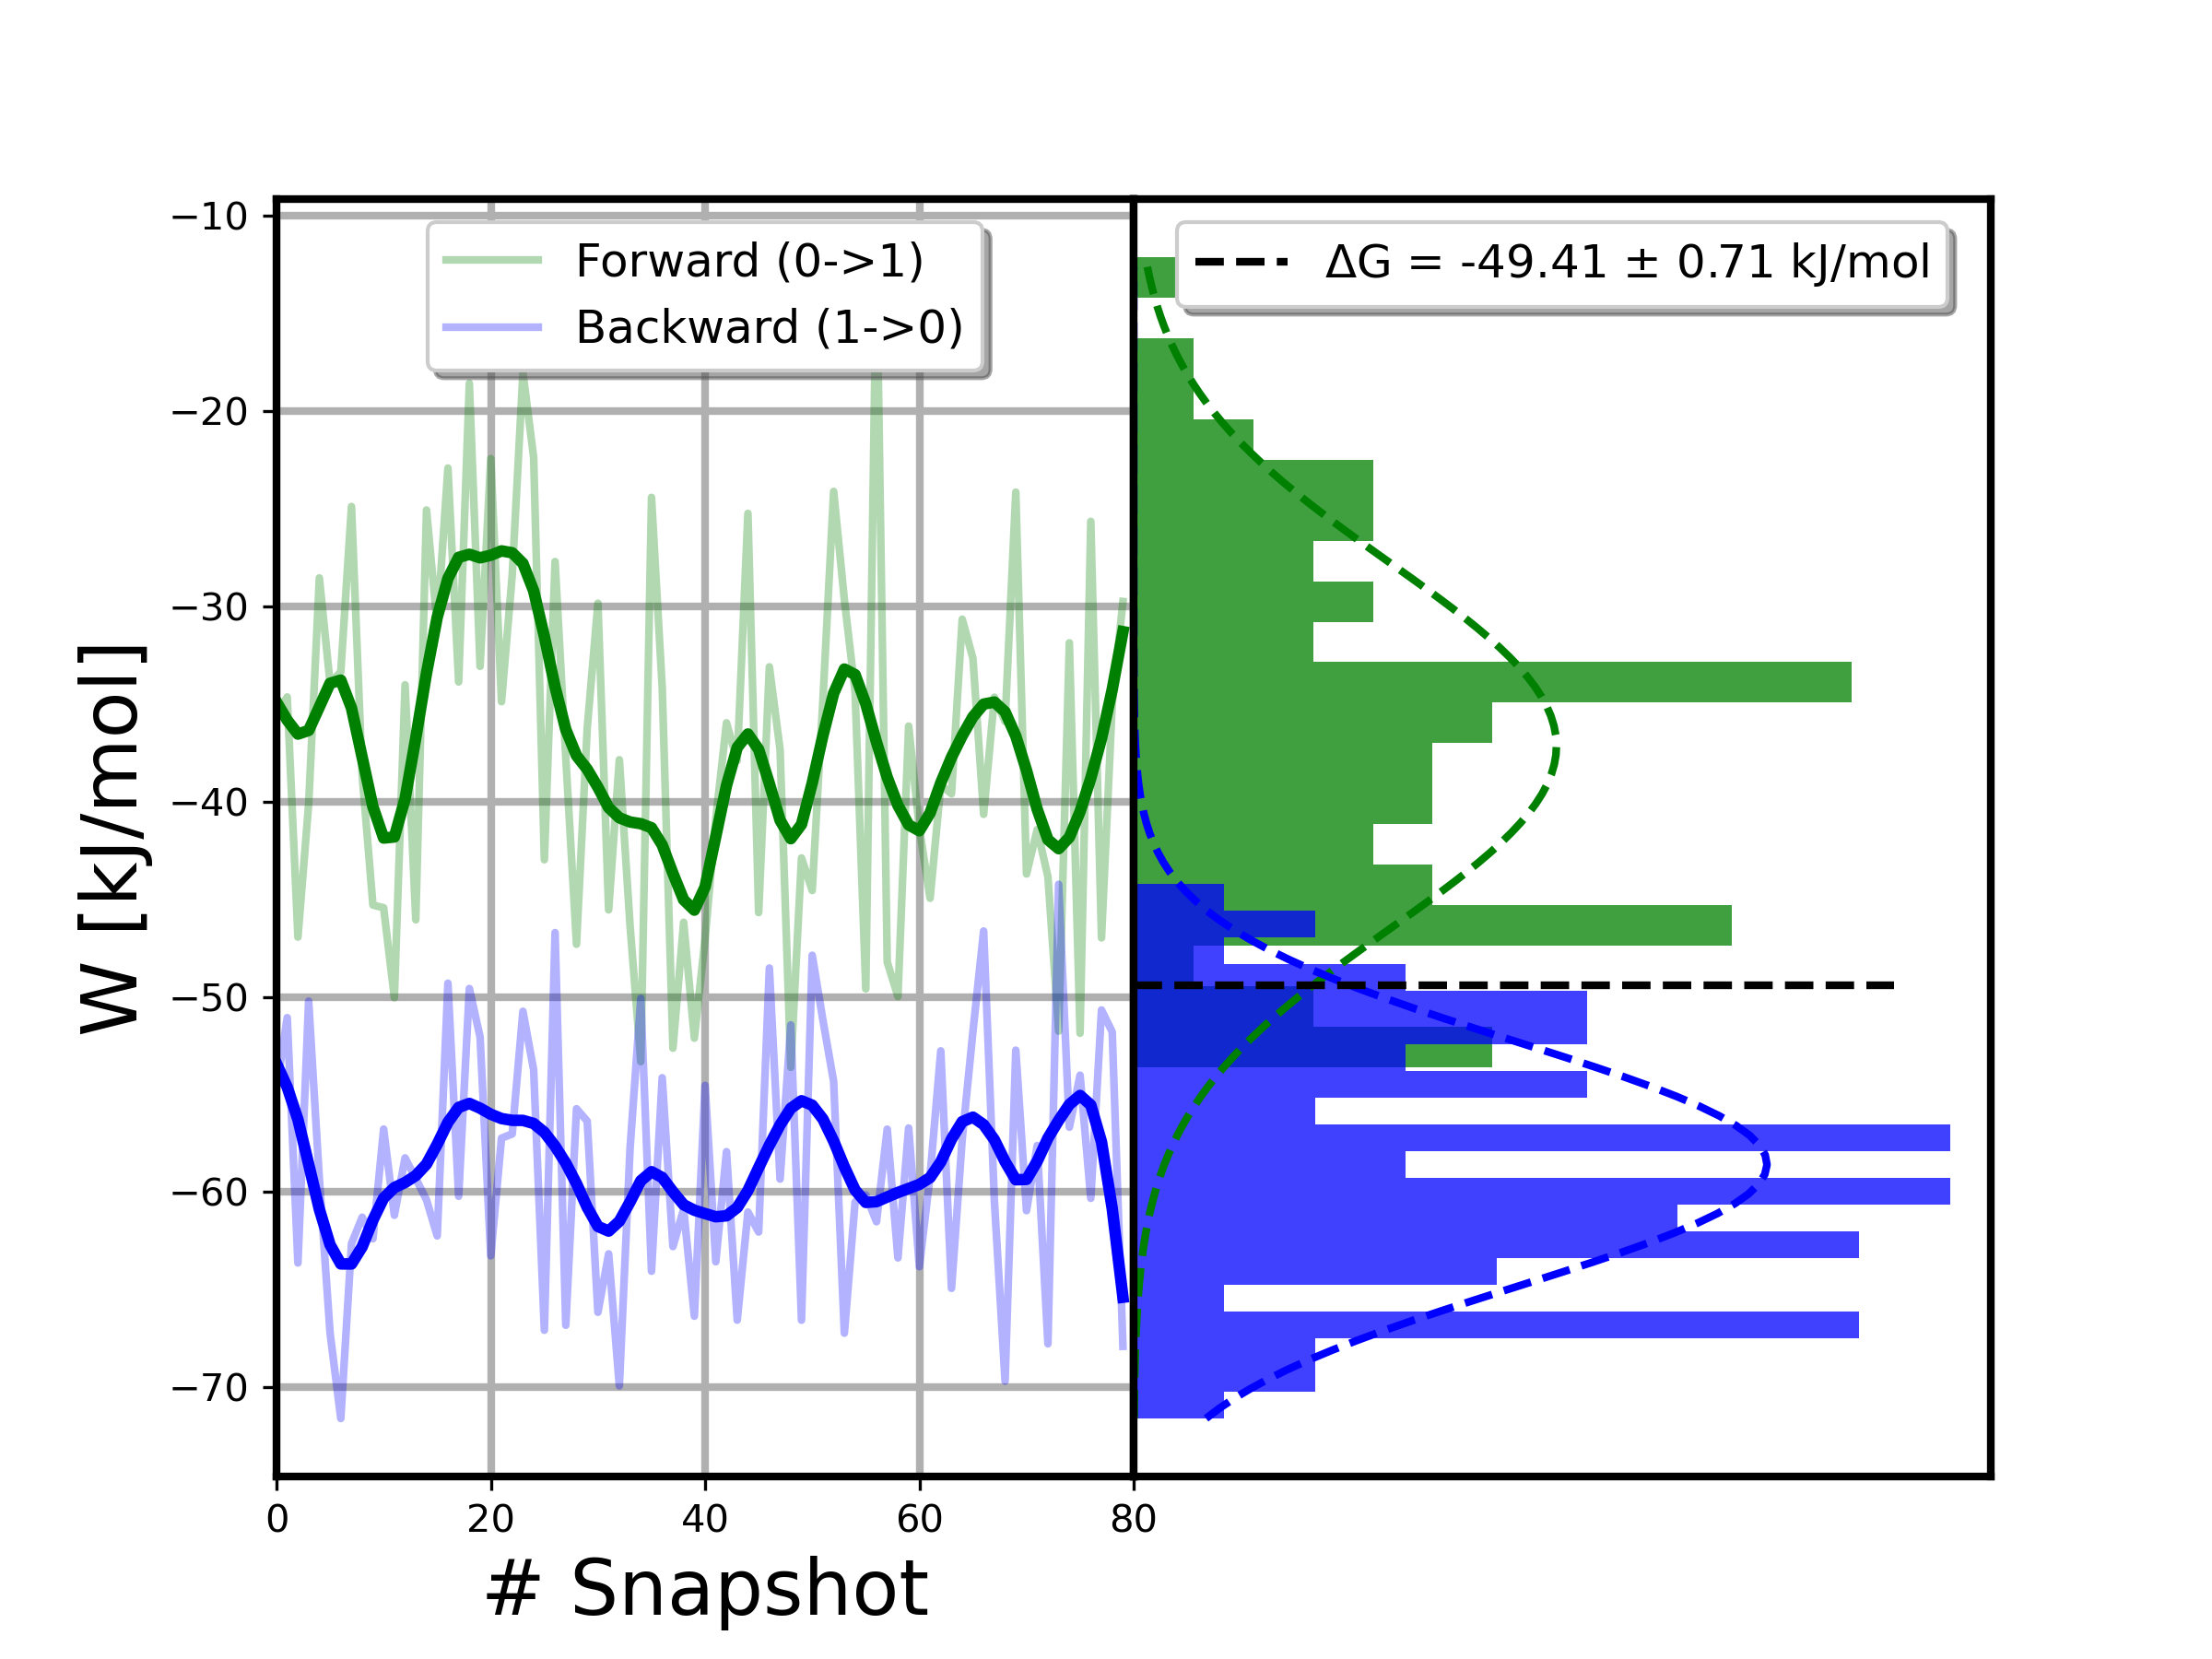 −10
−20
−30
−40
−50
−60
−70
W [kJ/mol]
Forward (0->1)
Backward (1->0)
ΔG = -49.41 ± 0.71 kJ/mol
0 20 40 60 80
# Snapshot